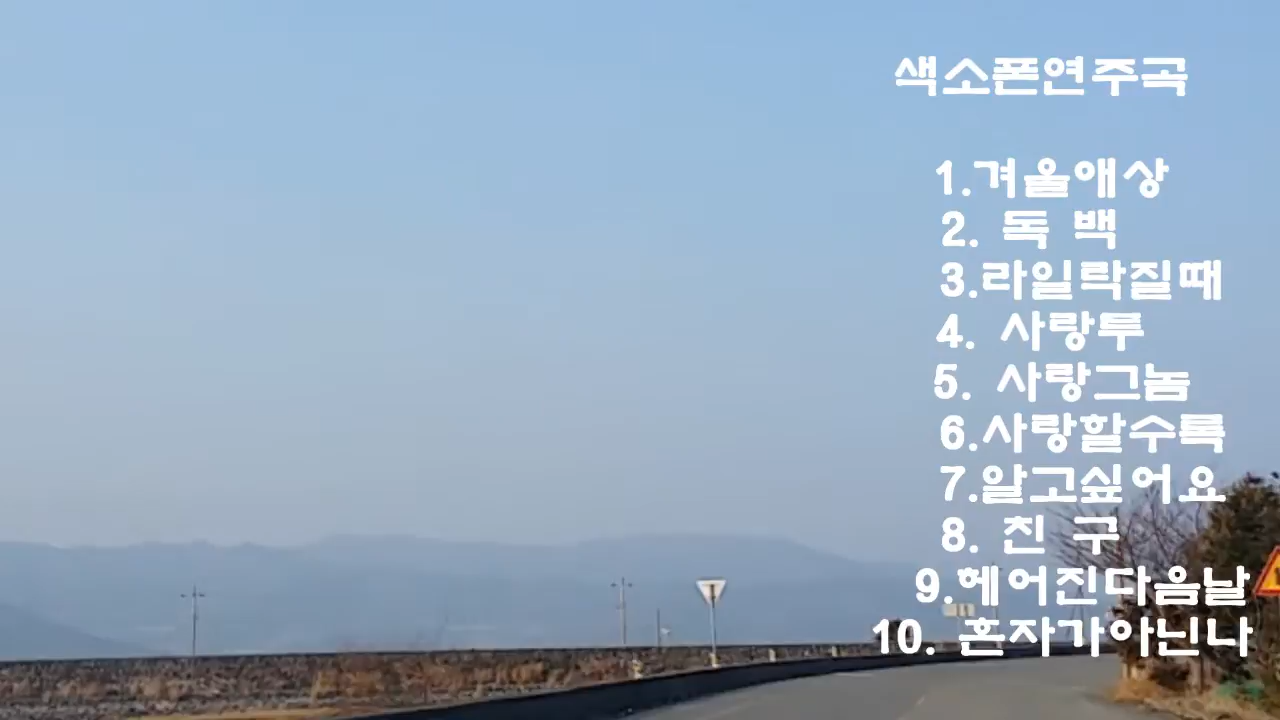 색소폰연주곡
1.겨울애상
2. 독 백
3.라일락질때
4. 사랑투
5. 사랑그놈
6.사랑할수록
7.알고싶어요
8. 친 구
9.헤어진다음날
10. 혼자가아닌나